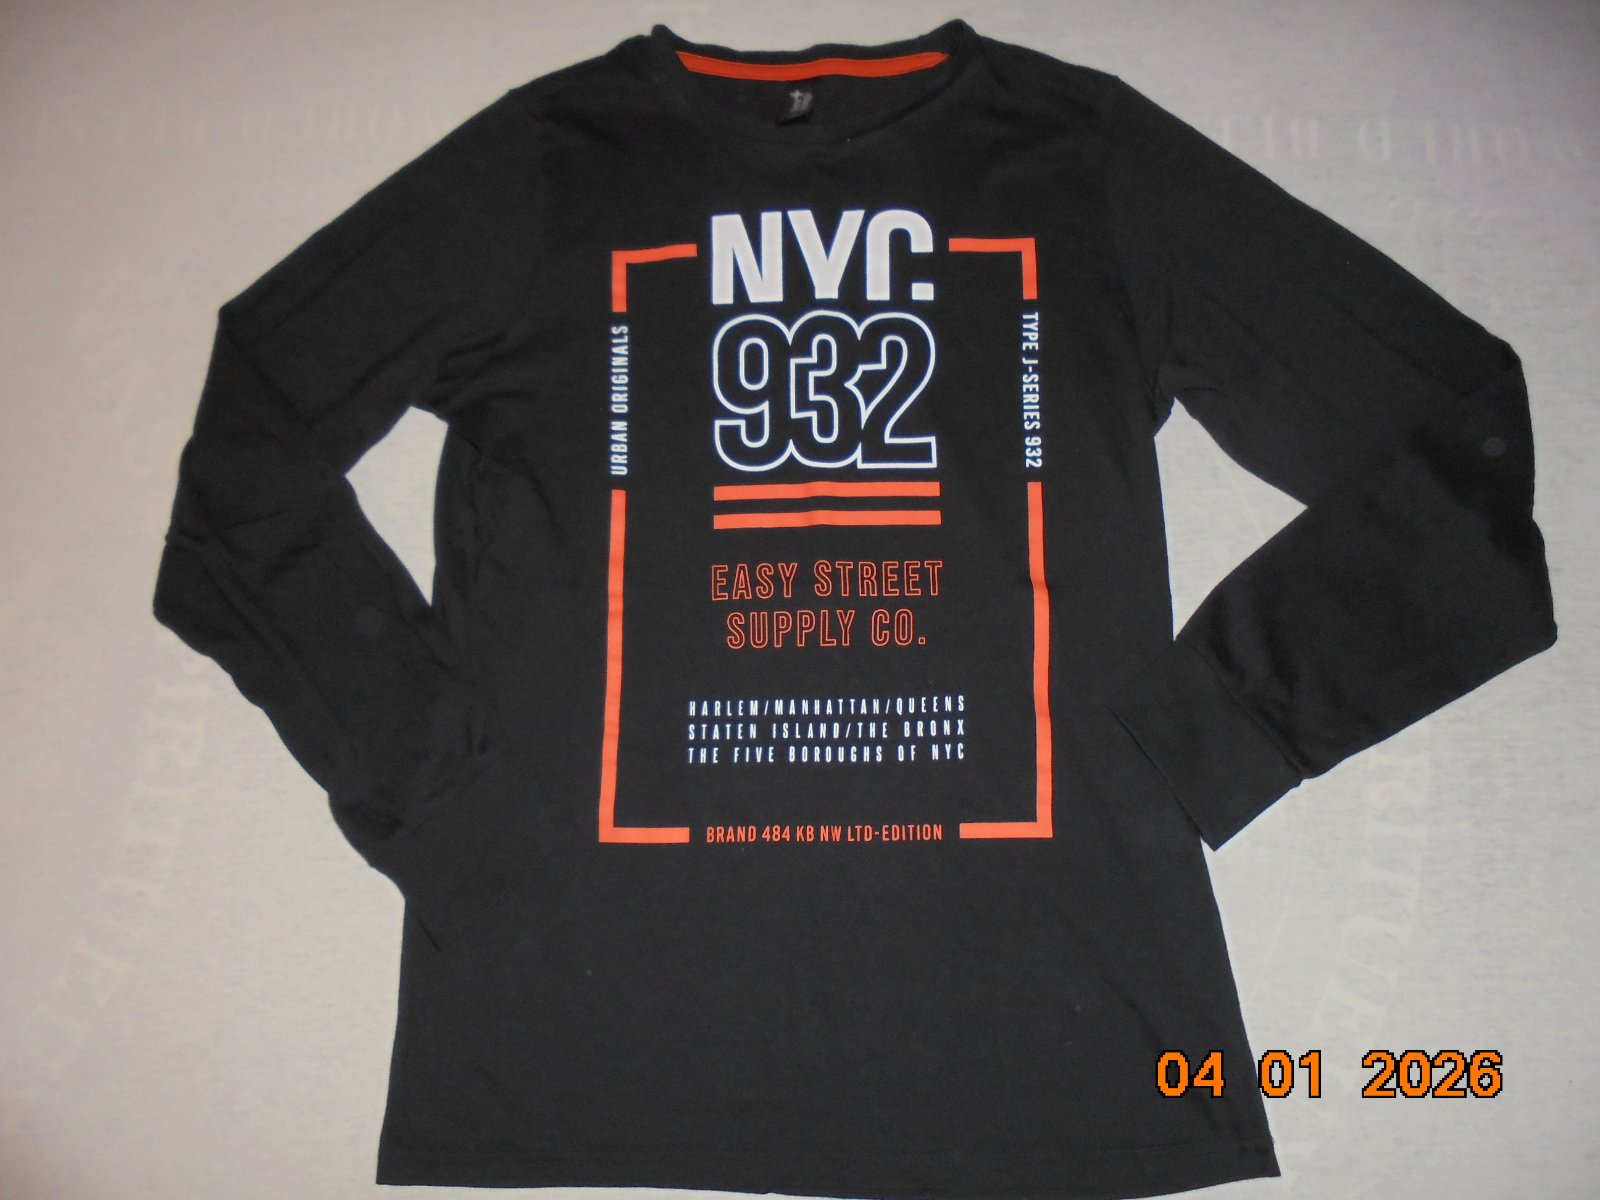 NYC.
932
URBAN ORIGINALS
TYPE J-SERIES 932
EASY STREET
SUPPLY CO.
HARLEM/MANHATTAN/QUEENS
STATEN ISLAND/THE BRONX
THE FIVE BOROUGHS OF NYC
BRAND 484 KB NW LTD-EDITION
04 01 2026